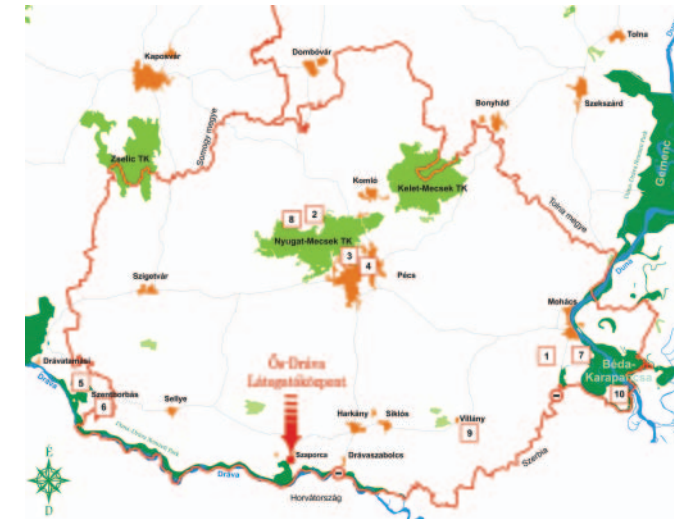 Tolna
Duna
Kaposvár
Dombóvár
Bonyhád
Szekszárd
Somogy megye
Zselic TK
Gemenc
Komló
Kelet-Mecsek TK
Tolna megye
8
2
Nyugat-Mecsek TK
3
4
Pécs
Duna
Szigetvár
Mohács
1
7
Béda-
Karapancsa
Drávatamási
Dráva
5
Szentborbás
6
Sellye
Ős-Dráva
Látogatóközpont
Harkány
Siklós
Villány
9
10
Szaporca
Drávaszabolcs
Dráva
Szerbia
Horvátország
É
D